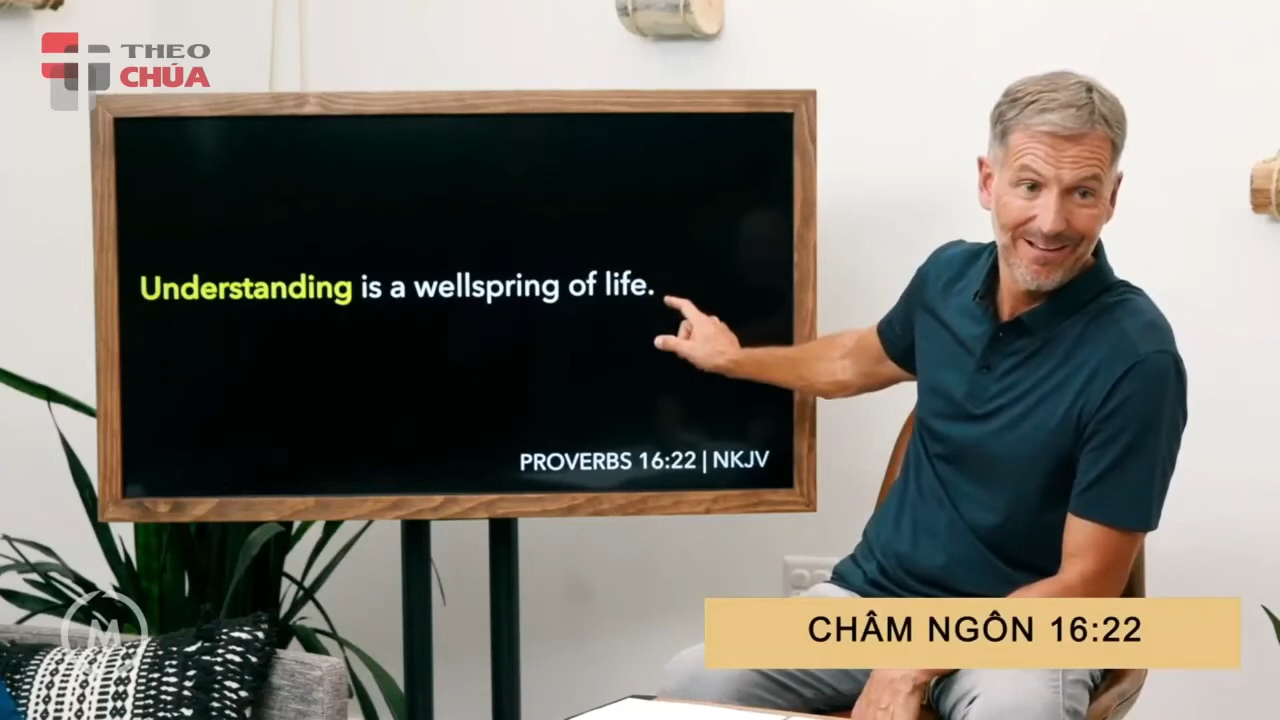 THEO
CHÚA
Understanding is a wellspring of life.
PROVERBS 16:22 | NKJV
M
CHÂM NGÔN 16:22